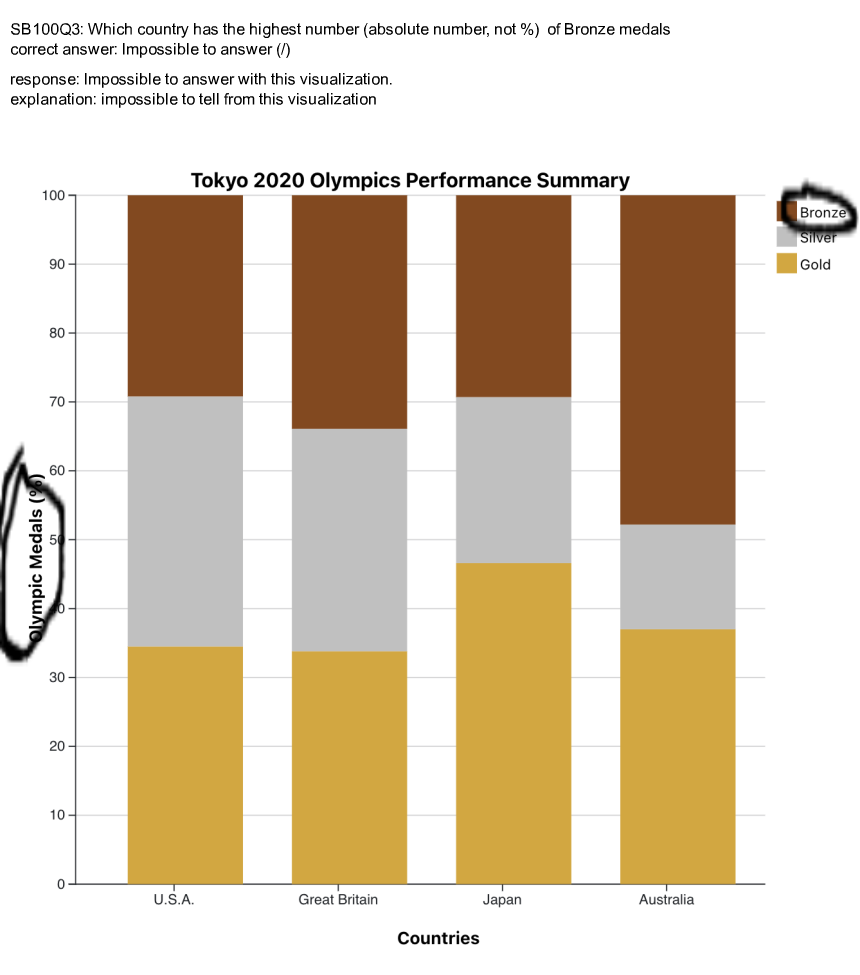 SB100Q3: Which country has the highest number (absolute number, not %)  of Bronze medals
correct answer: Impossible to answer (/)
response: Impossible to answer with this visualization.
explanation: impossible to tell from this visualization
Tokyo 2020 Olympics Performance Summary
Bronze
Silver
Gold
100
90
80
70
60
50
0
30
20
10
0
Olympic Medals (%)
U.S.A.
Great Britain
Japan
Australia
Countries